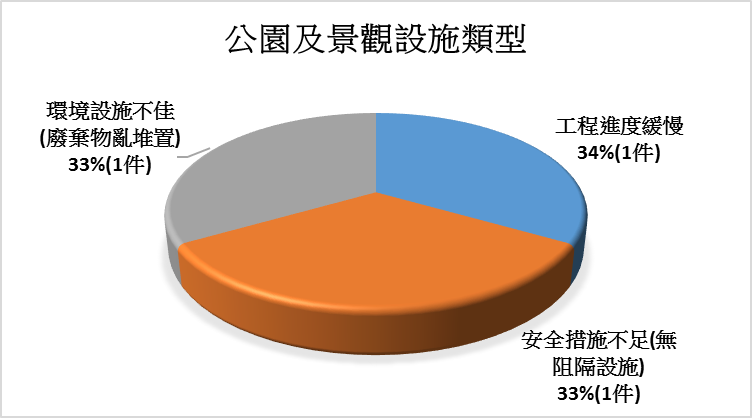 公園及景觀設施類型
環境設施不佳
(廢棄物亂堆置)
33%(1件)
工程進度緩慢
34%(1件)
安全措施不足(無
阻隔設施)
33%(1件)